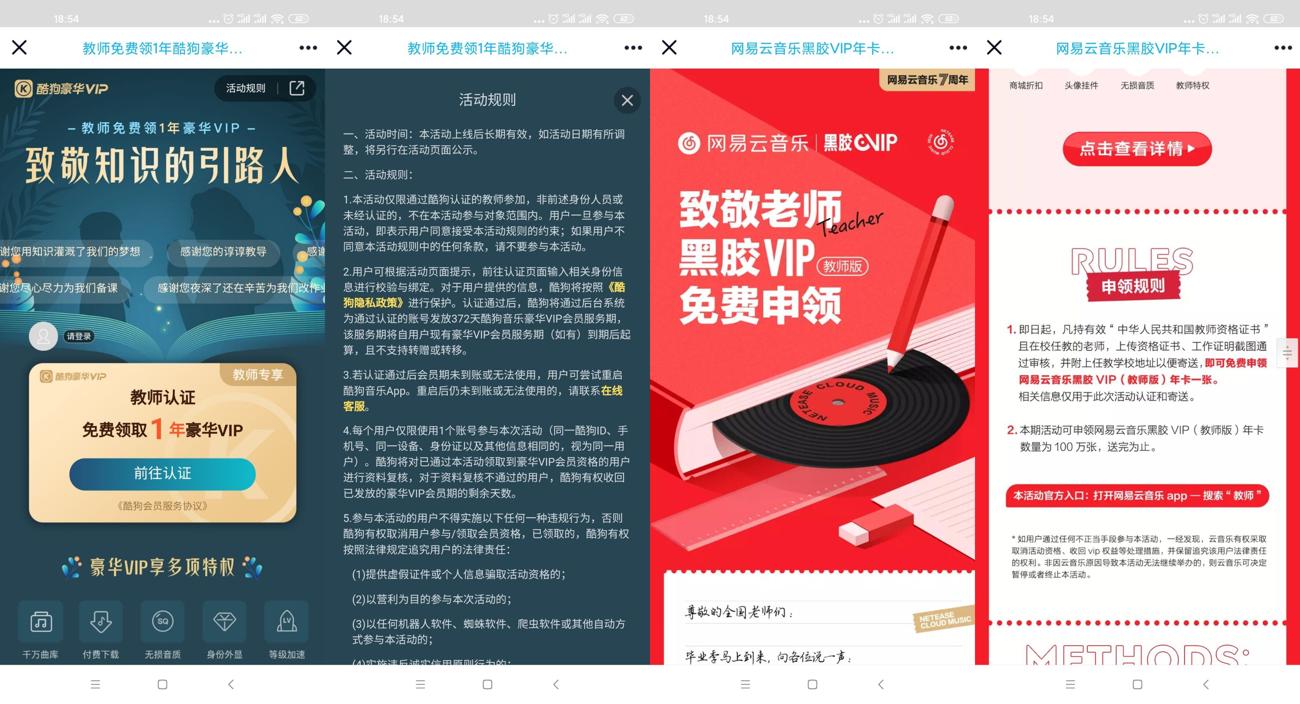 18:54
62
教师免费领1年酷狗豪华...
酷狗豪华VIP
活动规则
– 教师免费领1年豪华VIP –
致敬知识的引路人
谢您用知识灌溉了我们的梦想
感谢您的谆谆教导
感谢
谢您尽心尽力为我们备课
感谢您夜深了还在辛苦为我们改作业
请登录
酷狗豪华VIP
教师专享
教师认证
免费领取1年豪华VIP
前往认证
《酷狗会员服务协议》
豪华VIP享多项特权
SQ
LV
千万曲库
付费下载
无损音质
身份外显
等级加速
18:54
62
教师免费领1年酷狗豪华...
活动规则
一、活动时间：本活动上线后长期有效，如活动日期有所调
整，将另行在活动页面公示。
二、活动规则：
1.本活动仅限通过酷狗认证的教师参加，非前述身份人员或
未经认证的，不在本活动参与对象范围内。用户一旦参与本
活动，即表示用户同意接受本活动规则的约束；如果用户不
同意本活动规则中的任何条款，请不要参与本活动。
2.用户可根据活动页面提示，前往认证页面输入相关身份信
息进行校验与绑定。对于用户提供的信息，酷狗将按照《酷
狗隐私政策》进行保护。认证通过后，酷狗将通过后台系统
为通过认证的账号发放372天酷狗音乐豪华VIP会员服务期，
该服务期将自用户现有豪华VIP会员服务期（如有）到期后起
算，且不支持转赠或转移。
3.若认证通过后会员期未到账或无法使用，用户可尝试重启
酷狗音乐App。重启后仍未到账或无法使用的，请联系在线
客服。
4.每个用户仅限使用1个账号参与本次活动（同一酷狗ID、手
机号、同一设备、身份证以及其他信息相同的，视为同一用
户）。酷狗将对已通过本活动领取到豪华VIP会员资格的用户
进行资料复核，对于资料复核不通过的用户，酷狗有权收回
已发放的豪华VIP会员期的剩余天数。
5.参与本活动的用户不得实施以下任何一种违规行为，否则
酷狗有权取消用户参与/领取会员资格，已领取的，酷狗有权
按照法律规定追究用户的法律责任：
(1)提供虚假证件或个人信息骗取活动资格的；
(2)以营利为目的参与本次活动的；
(3)以任何机器人软件、蜘蛛软件、爬虫软件或其他自动方
式参与本活动的；
(4)实施违反诚实信用原则行为的；
18:54
62
网易云音乐黑胶VIP年卡...
网易云音乐7周年
网易云音乐
黑胶VIP
致敬老师
Teacher
黑胶VIP
教师版
免费申领
NETEASE CLOUD MUSIC
尊敬的全国老师们：
NETEASE
CLOUD MUSIC
毕业季马上到来，向各位说一声：
18:54
62
网易云音乐黑胶VIP年卡...
商城折扣
头像挂件
无损音质
教师特权
点击查看详情
RULES
申领规则
1. 即日起，凡持有效“中华人民共和国教师资格证书”
且在校任教的老师，上传资格证书、工作证明截图通
过审核，并附上任教学校地址以便寄送，即可免费申领
网易云音乐黑胶 VIP（教师版）年卡一张。
相关信息仅用于此次活动认证和寄送。
2. 本期活动可申领网易云音乐黑胶 VIP（教师版）年卡
数量为 100 万张，送完为止。
本活动官方入口：打开网易云音乐 app — 搜索“教师”
* 如用户通过任何不正当手段参与本活动，一经发现，云音乐有权采取
取消活动资格、收回 vip 权益等处理措施，并保留追究该用户法律责任
的权利。非因云音乐原因导致本活动无法继续举办的，则云音乐可决定
暂停或者终止本活动。
METHODS: